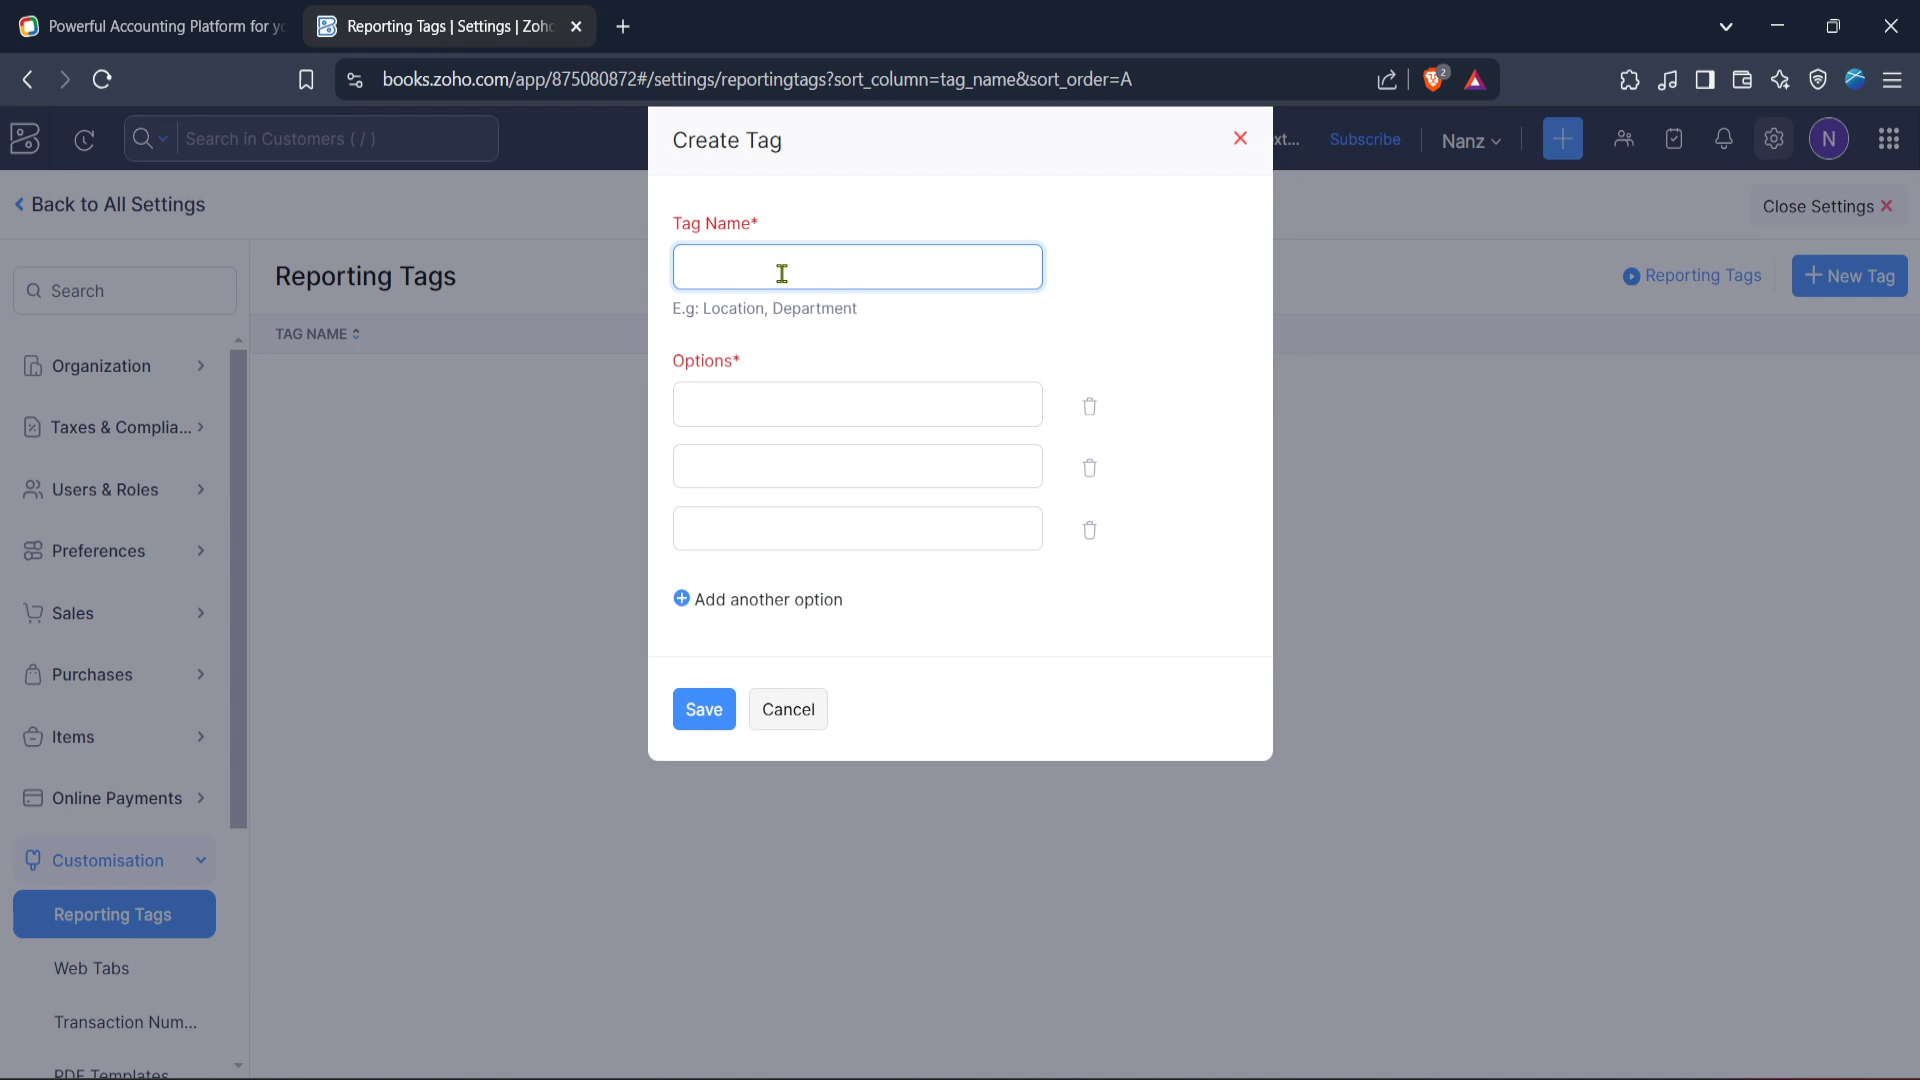 Powerful Accounting Platform for yo
Reporting Tags | Settings | Zoho
books.zoho.com/app/875080872#/settings/reportingtags?sort_column=tag_name&sort_order=A
2
Search in Customers ( / )
Create Tag
xt...
Subscribe
Nanz
N
Back to All Settings
Close Settings
Tag Name*
Search
Reporting Tags
Reporting Tags
New Tag
E.g: Location, Department
TAG NAME
Organization
Options*
Taxes & Complia...
Users & Roles
Preferences
Add another option
Sales
Purchases
Save
Cancel
Items
Online Payments
Customisation
Reporting Tags
Web Tabs
Transaction Num...
PDF Templates